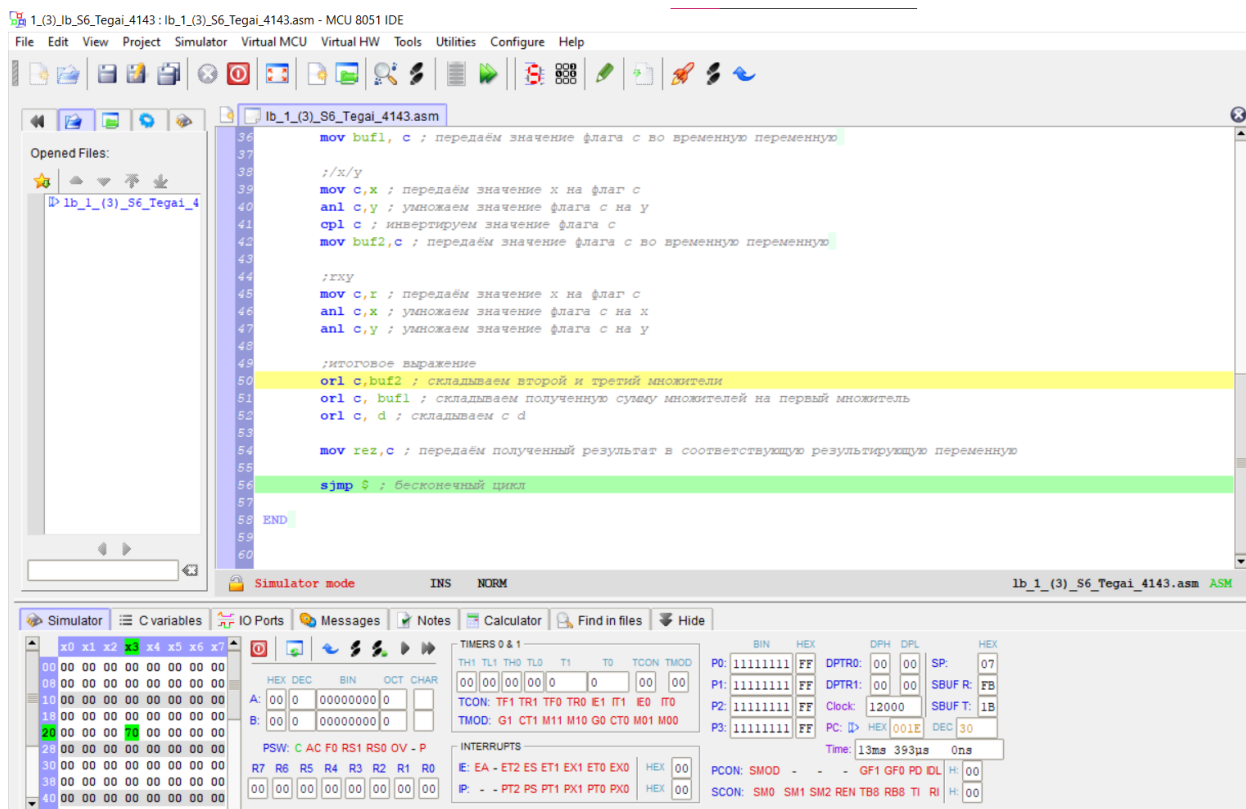 1_(3)_lb_S6_Tegai_4143 : lb_1_(3)_S6_Tegai_4143.asm - MCU 8051 IDE
File Edit View Project Simulator Virtual MCU Virtual HW Tools Utilities Configure Help
lb_1_(3)_S6_Tegai_4143.asm
Opened Files:
lb_1_(3)_S6_Tegai_4
36 mov buf1, c ; передаём значение флага c во временную переменную
37
38 ;/x/y
39 mov c,x ; передаём значение x на флаг c
40 anl c,y ; умножаем значение флага c на y
41 cpl c ; инвертируем значение флага c
42 mov buf2,c ; передаём значение флага c во временную переменную
43
44 ;rxy
45 mov c,r ; передаём значение x на флаг c
46 anl c,x ; умножаем значение флага c на x
47 anl c,y ; умножаем значение флага c на y
48
49 ;итоговое выражение
50 orl c,buf2 ; складываем второй и третий множители
51 orl c, buf1 ; складываем полученную сумму множителей на первый множитель
52 orl c, d ; складываем с d
53
54 mov rez,c ; передаём полученный результат в соответствующую результирующую переменную
55
56 sjmp $ ; бесконечный цикл
57
58 END
59
60
Simulator mode INS NORM lb_1_(3)_S6_Tegai_4143.asm ASM
Simulator C variables IO Ports Messages Notes Calculator Find in files Hide
x0 x1 x2 x3 x4 x5 x6 x7
00 00 00 00 00 00 00 00 00
08 00 00 00 00 00 00 00 00
10 00 00 00 00 00 00 00 00
18 00 00 00 00 00 00 00 00
20 00 00 00 70 00 00 00 00
28 00 00 00 00 00 00 00 00
30 00 00 00 00 00 00 00 00
38 00 00 00 00 00 00 00 00
40 00 00 00 00 00 00 00 00
HEX DEC BIN OCT CHAR
A: 00 0 00000000 0
B: 00 0 00000000 0
PSW: C AC F0 RS1 RS0 OV - P
R7 R6 R5 R4 R3 R2 R1 R0
00 00 00 00 00 00 00 00
TIMERS 0 & 1
TH1 TL1 TH0 TL0 T1 T0 TCON TMOD
00 00 00 00 0 0 00 00
TCON: TF1 TR1 TF0 TR0 IE1 IT1 IE0 IT0
TMOD: G1 CT1 M11 M10 G0 CT0 M01 M00
INTERRUPTS
IE: EA - ET2 ES ET1 EX1 ET0 EX0 HEX 00
IP: - - PT2 PS PT1 PX1 PT0 PX0 HEX 00
BIN HEX
P0: 11111111 FF
P1: 11111111 FF
P2: 11111111 FF
P3: 11111111 FF
DPH DPL HEX
DPTR0: 00 00 SP: 07
DPTR1: 00 00 SBUF R: FB
Clock: 12000 SBUF T: 1B
PC: HEX 001E DEC 30
Time: 13ms 393µs 0ns
PCON: SMOD - - - GF1 GF0 PD IDL H: 00
SCON: SM0 SM1 SM2 REN TB8 RB8 TI RI H: 00